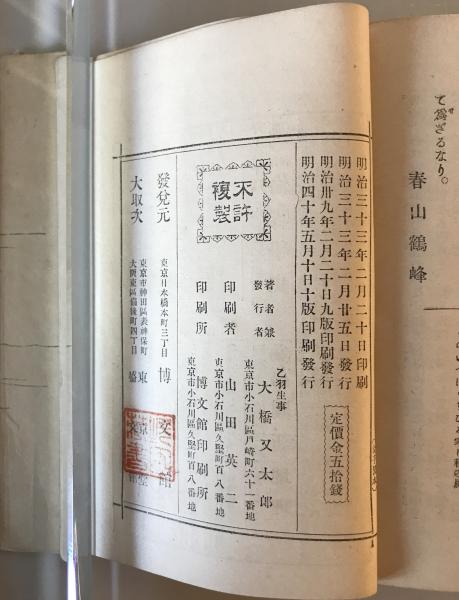 て爲ざるなり。
春山鶴峰
明治三十三年二月二十日印刷
明治三十三年二月廿五日發行
明治卅九年二月二十日九版印刷發行
明治四十年五月十日十版印刷發行
定價金五拾錢
不許
複製
著者兼
發行者
乙羽生事
大橋又太郎
東京市小石川區戸崎町六十一番地
印刷者
山田英二
東京市小石川區久堅町百八番地
印刷所
博文館印刷所
東京市小石川區久堅町百八番地
發兌元
東京日本橋本町三丁目
博文館
大取次
東京市神田區表神保町
東京堂
大阪東區備後町四丁目
盛文館